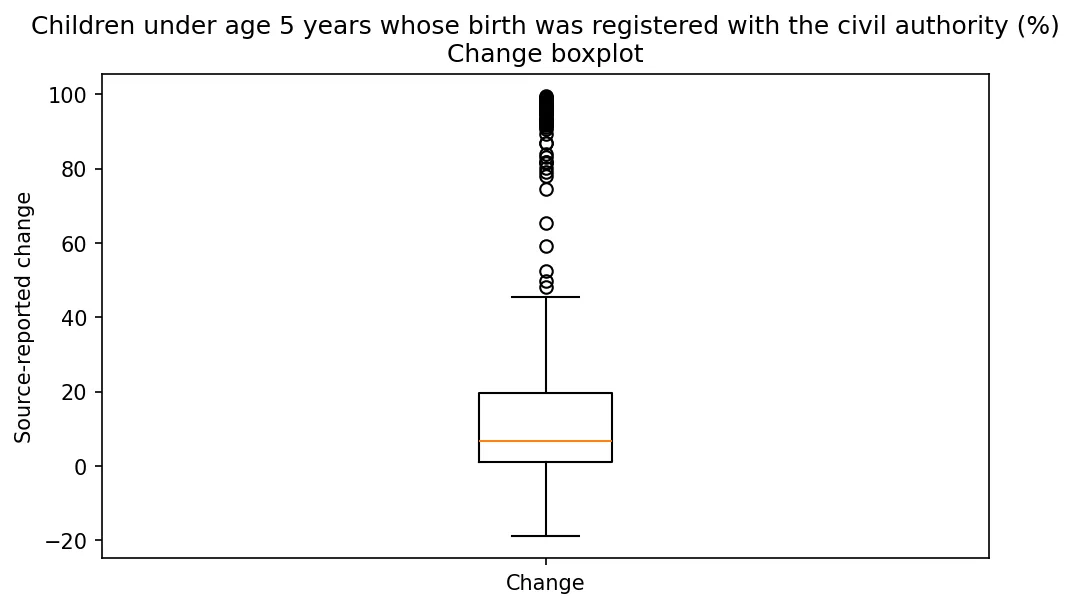 Children under age 5 years whose birth was registered with the civil authority (%)
Change boxplot
Source-reported change
100
80
60
40
20
0
−20
Change